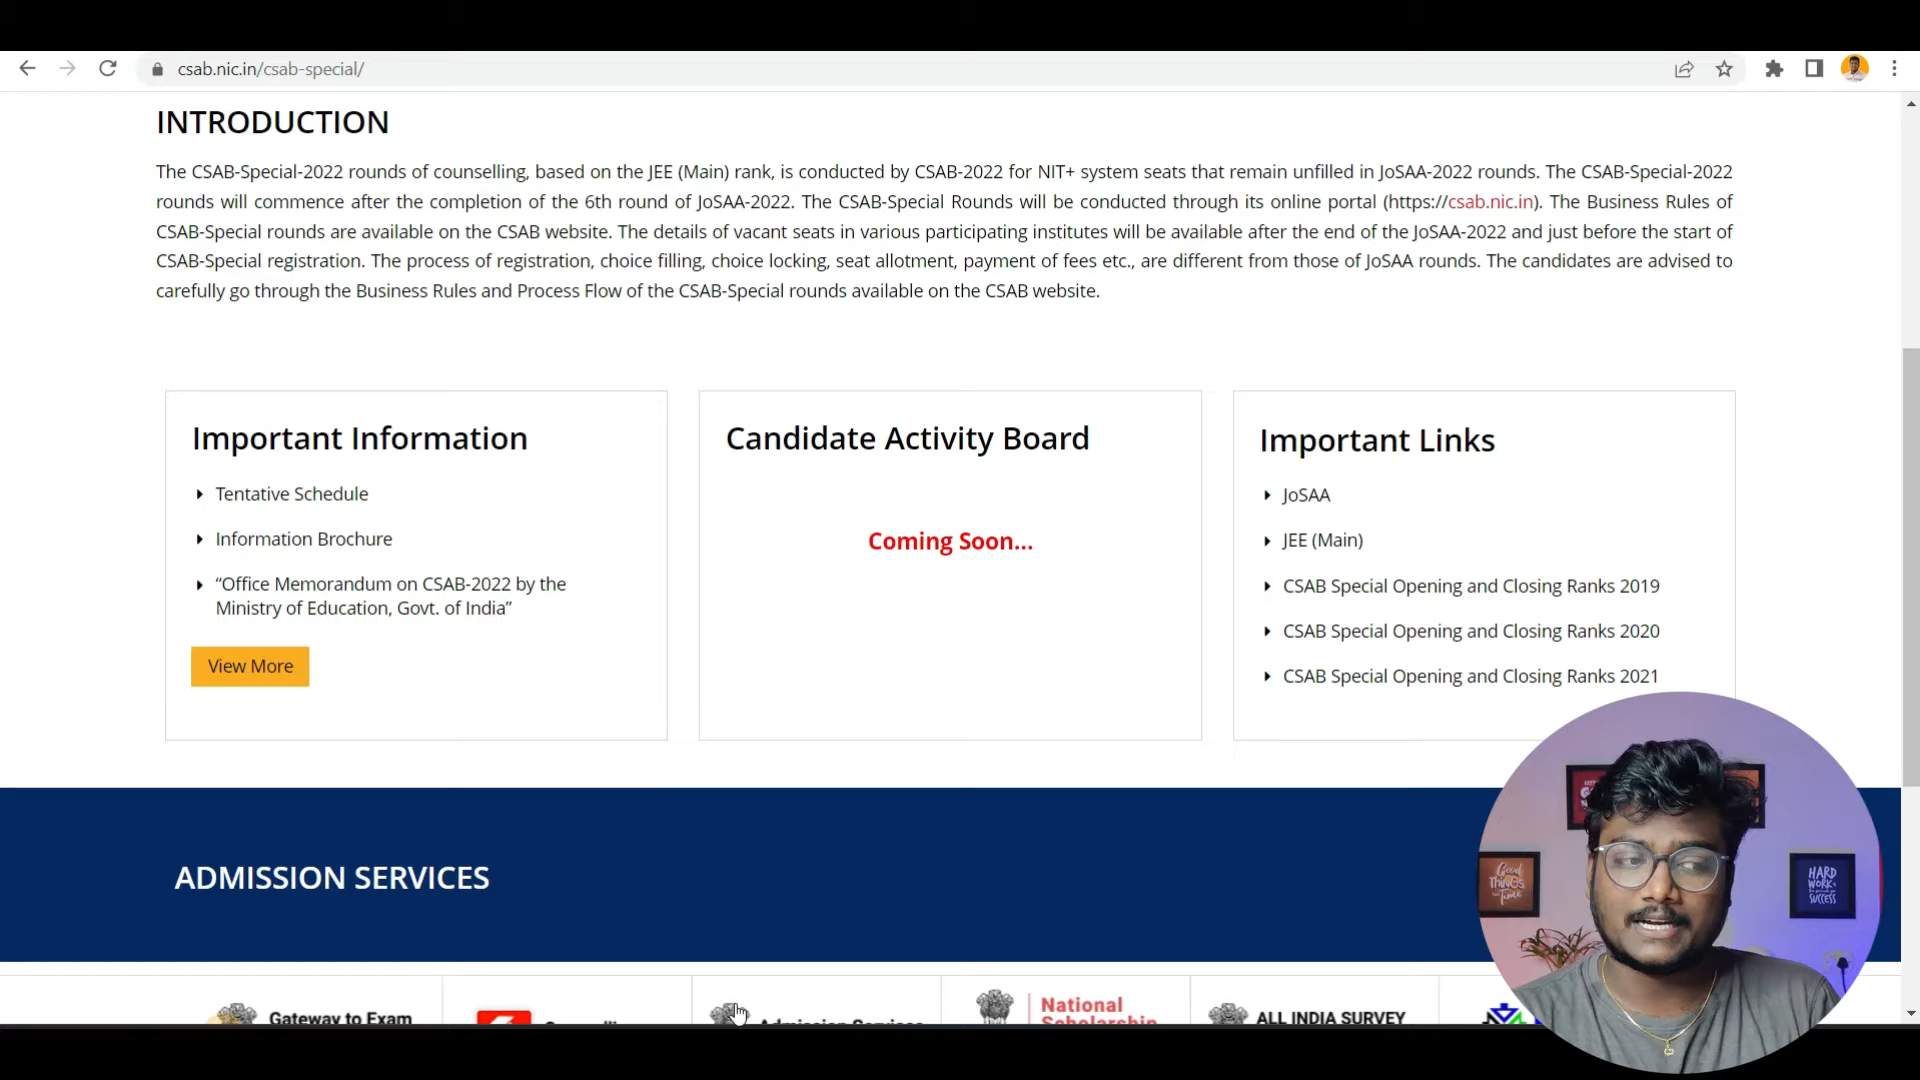 csab.nic.in/csab-special/
INTRODUCTION
The CSAB-Special-2022 rounds of counselling, based on the JEE (Main) rank, is conducted by CSAB-2022 for NIT+ system seats that remain unfilled in JoSAA-2022 rounds. The CSAB-Special-2022
rounds will commence after the completion of the 6th round of JoSAA-2022. The CSAB-Special Rounds will be conducted through its online portal (https://csab.nic.in). The Business Rules of
CSAB-Special rounds are available on the CSAB website. The details of vacant seats in various participating institutes will be available after the end of the JoSAA-2022 and just before the start of
CSAB-Special registration. The process of registration, choice filling, choice locking, seat allotment, payment of fees etc., are different from those of JoSAA rounds. The candidates are advised to
carefully go through the Business Rules and Process Flow of the CSAB-Special rounds available on the CSAB website.
Important Information
Tentative Schedule
Information Brochure
“Office Memorandum on CSAB-2022 by the
Ministry of Education, Govt. of India”
View More
Candidate Activity Board
Coming Soon...
Important Links
JoSAA
JEE (Main)
CSAB Special Opening and Closing Ranks 2019
CSAB Special Opening and Closing Ranks 2020
CSAB Special Opening and Closing Ranks 2021
ADMISSION SERVICES
Gateway to Exam
Admission Services
National
Scholarship
ALL INDIA SURVEY
Good
THiNGS
Time
HARD
WORK
SUCCESS